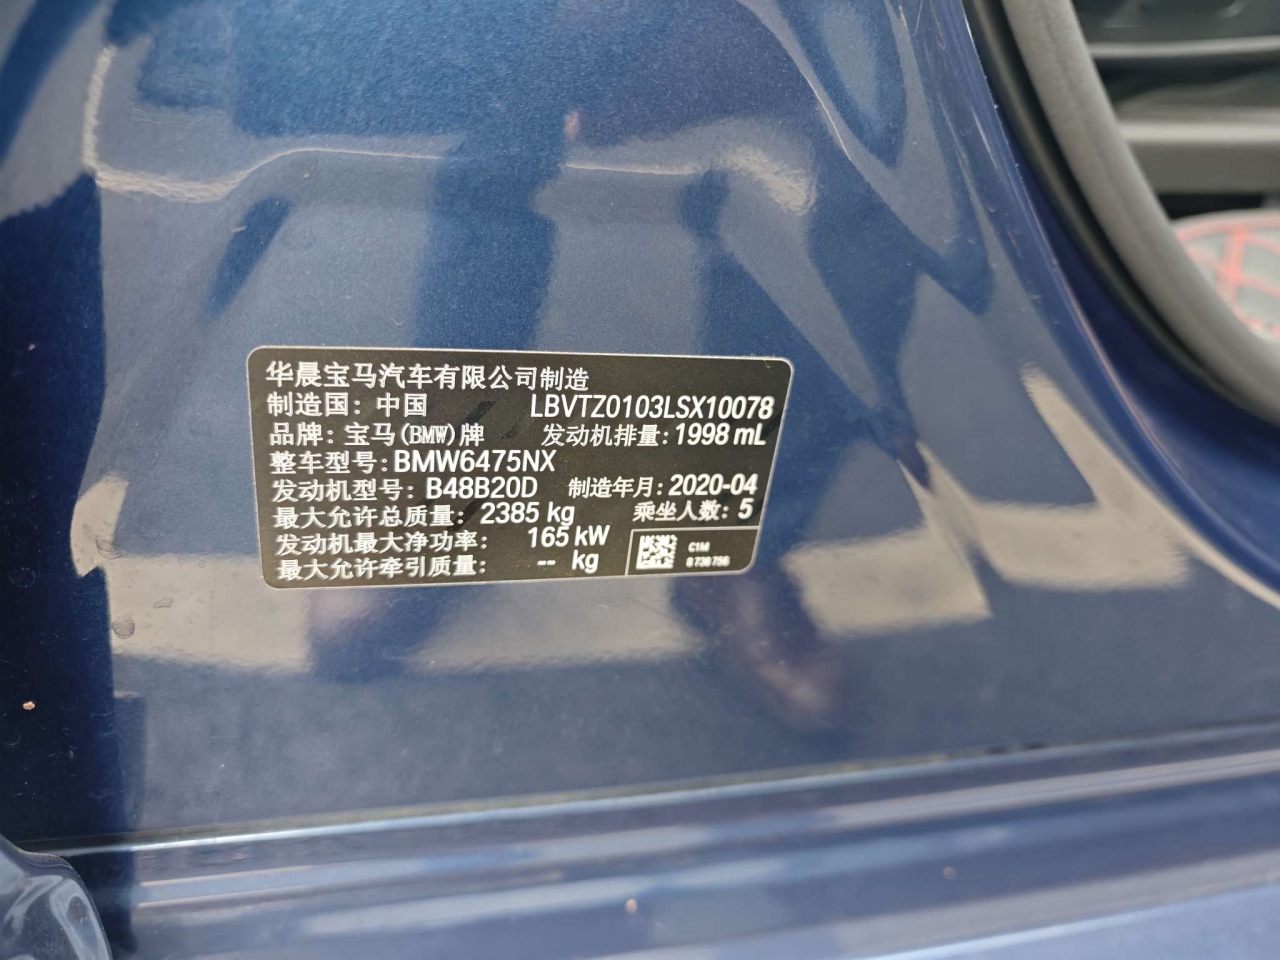 华晨宝马汽车有限公司制造
制造国：中国 LBVTZ0103LSX10078
品牌：宝马(BMW)牌 发动机排量：1998 mL
整车型号：BMW6475NX
发动机型号：B48B20D 制造年月：2020-04
最大允许总质量：2385 kg 乘坐人数：5
发动机最大净功率：165 kW
最大允许牵引质量：-- kg
C1M
8738756